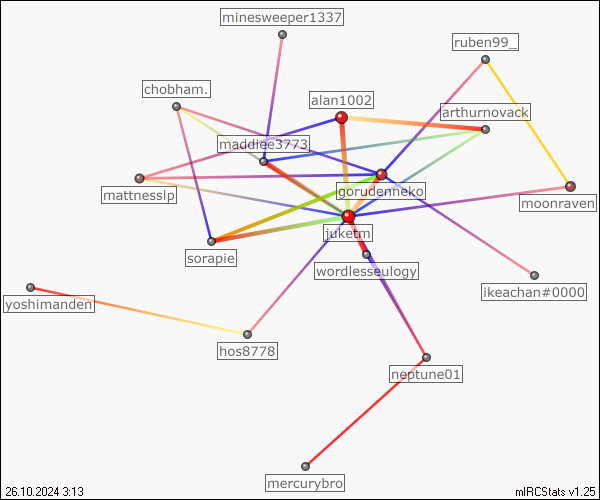 minesweeper1337
ruben99_
chobham.
alan1002
arthurnovack
maddiee3773
mattnesslp
gorudenneko
moonraven
juketm
sorapie
wordlesseulogy
ikeachan#0000
yoshimanden
hos8778
neptune01
mercurybro
26.10.2024 3:13
mIRCStats v1.25